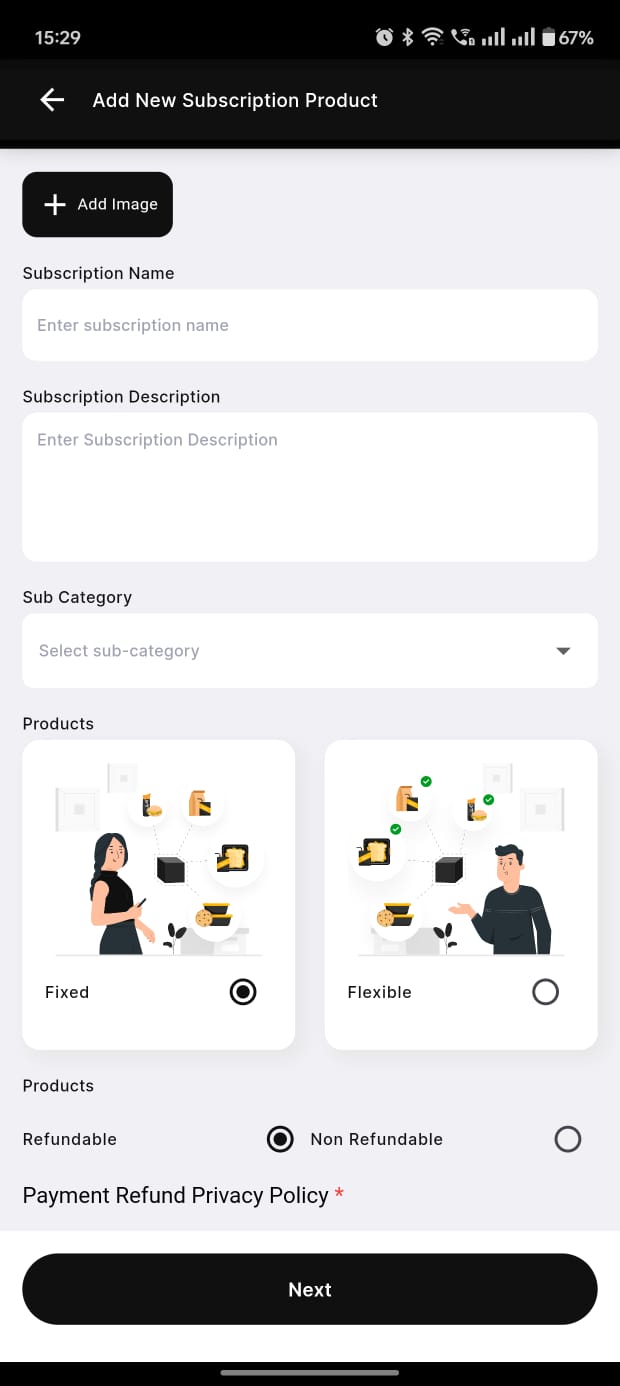 15:29
67%
Add New Subscription Product
Add Image
Subscription Name
Enter subscription name
Subscription Description
Enter Subscription Description
Sub Category
Select sub-category
Products
Fixed
Flexible
Products
Refundable
Non Refundable
Payment Refund Privacy Policy *
Next